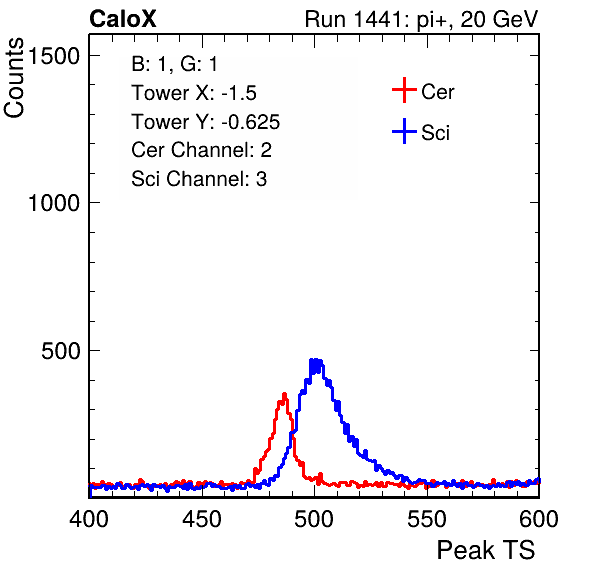 CaloX Run 1441: pi+, 20 GeV
Counts
1500
1000
500
B: 1, G: 1
Tower X: -1.5
Tower Y: -0.625
Cer Channel: 2
Sci Channel: 3
Cer
Sci
400 450 500 550 600
Peak TS